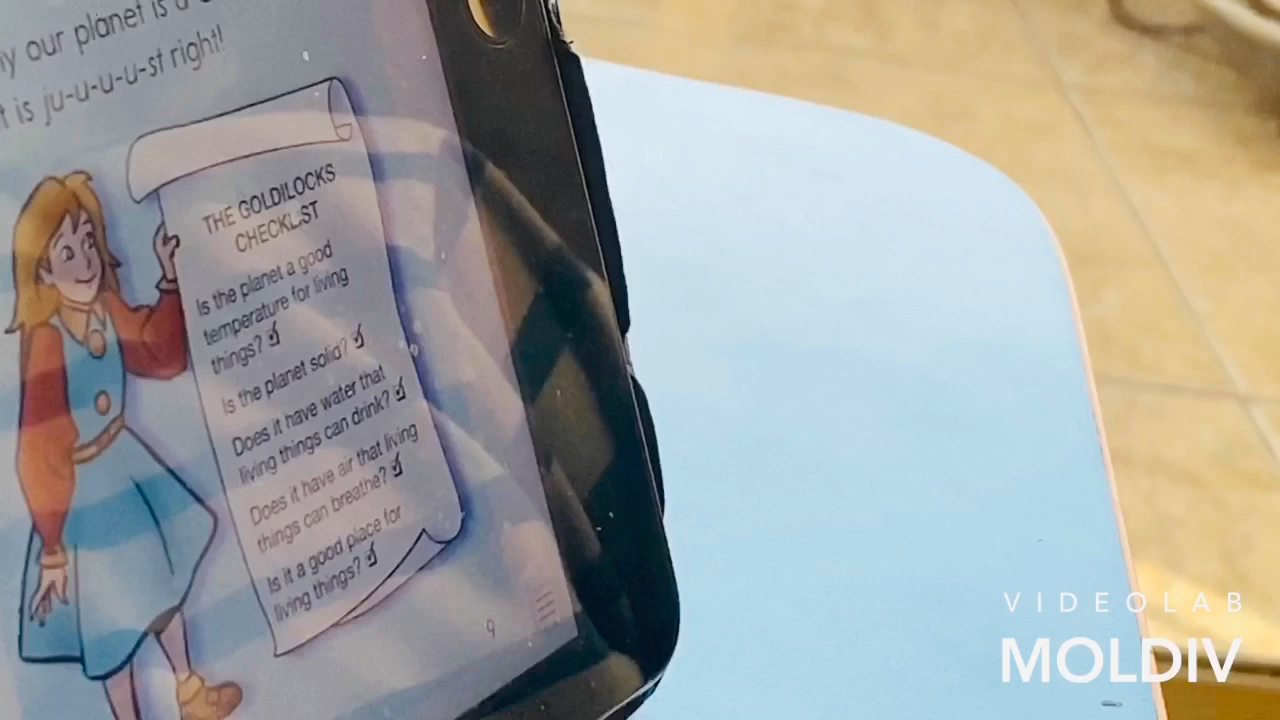 our planet is a
is ju-u-u-u-st right!
THE GOLDILOCKS
CHECKLIST
Is the planet a good
temperature for living
things? ☑
Is the planet solid? ☑
Does it have water that
living things can drink? ☑
Does it have air that living
things can breathe? ☑
Is it a good place for
living things? ☑
9
VIDEOLAB
MOLDIV